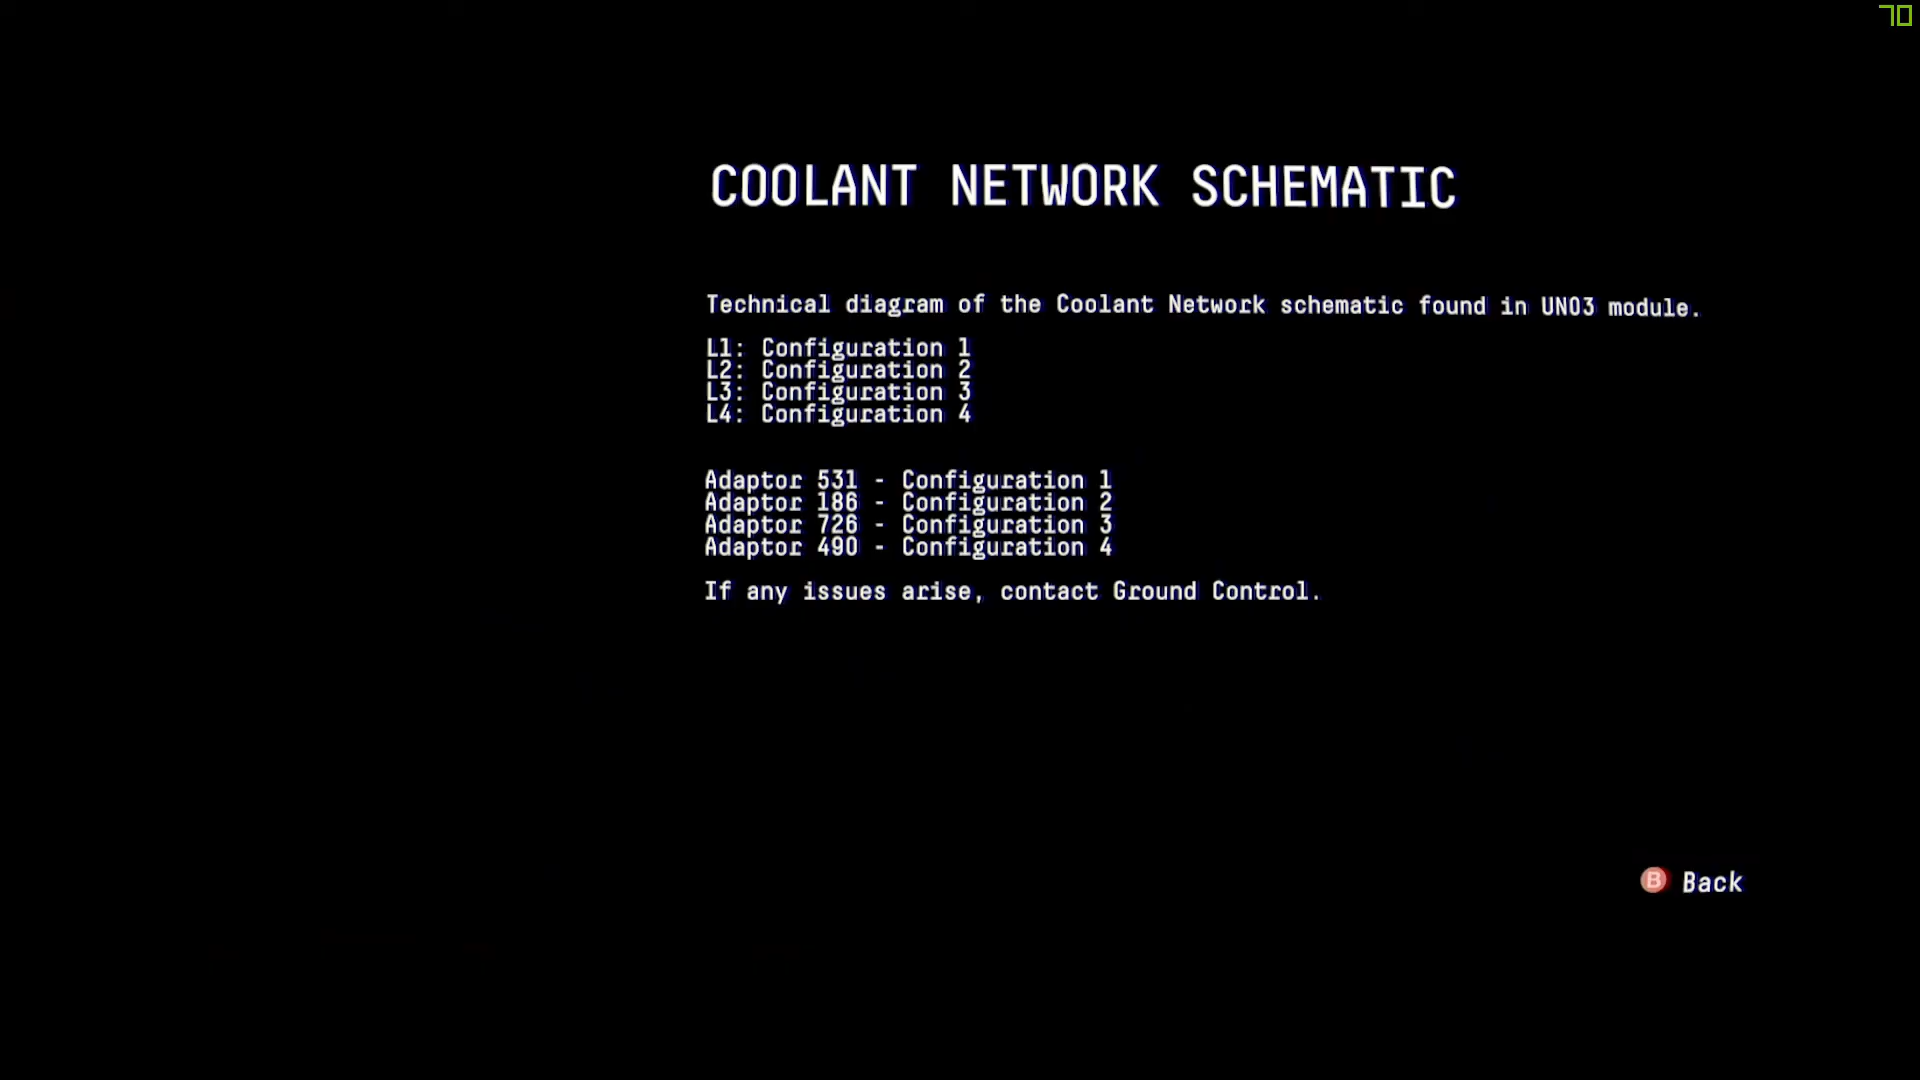 70
COOLANT NETWORK SCHEMATIC
Technical diagram of the Coolant Network schematic found in UN03 module.
L1: Configuration 1
L2: Configuration 2
L3: Configuration 3
L4: Configuration 4
Adaptor 531 - Configuration 1
Adaptor 186 - Configuration 2
Adaptor 726 - Configuration 3
Adaptor 490 - Configuration 4
If any issues arise, contact Ground Control.
B Back